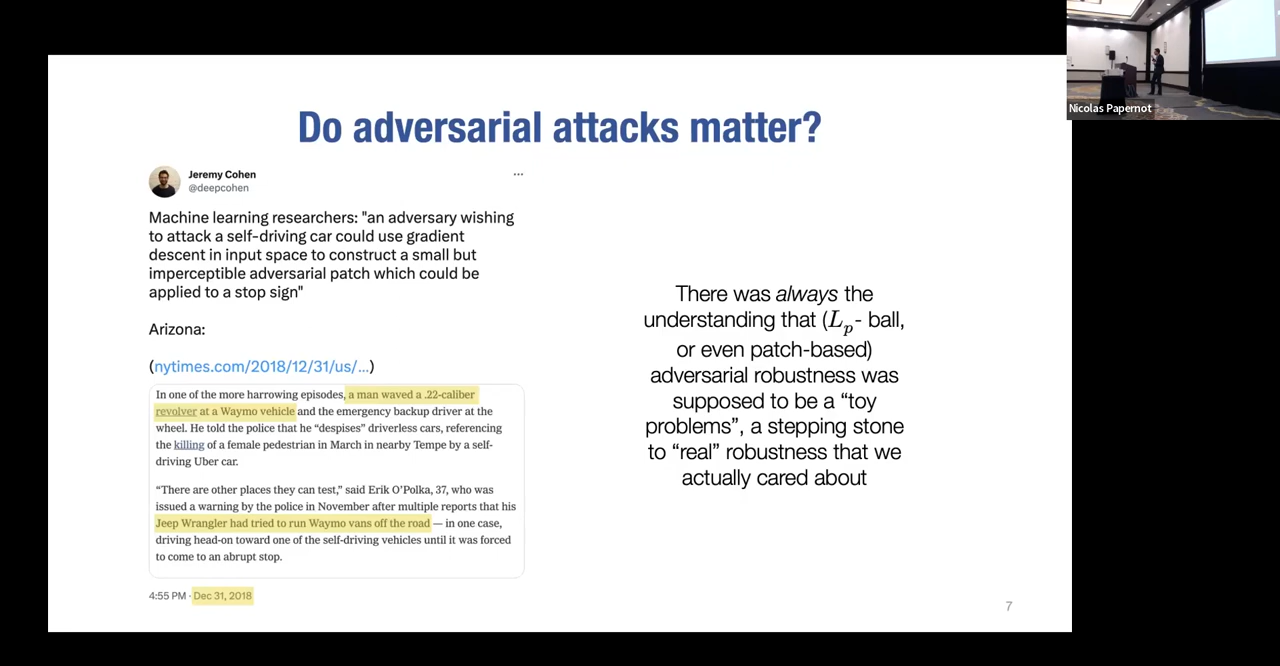 Do adversarial attacks matter?
Jeremy Cohen
@deepcohen
...
Machine learning researchers: "an adversary wishing
to attack a self-driving car could use gradient
descent in input space to construct a small but
imperceptible adversarial patch which could be
applied to a stop sign"
Arizona:
(nytimes.com/2018/12/31/us/...)
In one of the more harrowing episodes, a man waved a .22-caliber
revolver at a Waymo vehicle and the emergency backup driver at the
wheel. He told the police that he “despises” driverless cars, referencing
the killing of a female pedestrian in March in nearby Tempe by a self-
driving Uber car.
“There are other places they can test,” said Erik O’Polka, 37, who was
issued a warning by the police in November after multiple reports that his
Jeep Wrangler had tried to run Waymo vans off the road — in one case,
driving head-on toward one of the self-driving vehicles until it was forced
to come to an abrupt stop.
4:55 PM · Dec 31, 2018
There was always the
understanding that (Lp- ball,
or even patch-based)
adversarial robustness was
supposed to be a “toy
problems”, a stepping stone
to “real” robustness that we
actually cared about
7
Nicolas Papernot